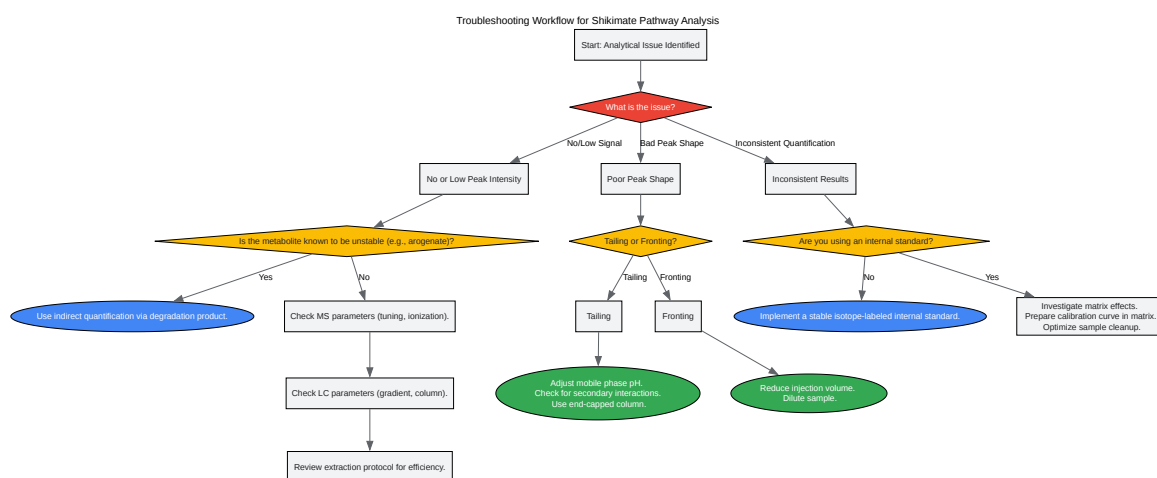 Troubleshooting Workflow for Shikimate Pathway Analysis
Start: Analytical Issue Identified
What is the issue?
No/Low Signal
Bad Peak Shape
Inconsistent Quantification
No or Low Peak Intensity
Poor Peak Shape
Inconsistent Results
Is the metabolite known to be unstable (e.g., arogenate)?
Tailing or Fronting?
Are you using an internal standard?
Yes
No
Tailing
Fronting
No
Yes
Use indirect quantification via degradation product.
Check MS parameters (tuning, ionization).
Tailing
Fronting
Implement a stable isotope-labeled internal standard.
Investigate matrix effects.
Prepare calibration curve in matrix.
Optimize sample cleanup.
Check LC parameters (gradient, column).
Adjust mobile phase pH.
Check for secondary interactions.
Use end-capped column.
Reduce injection volume.
Dilute sample.
Review extraction protocol for efficiency.